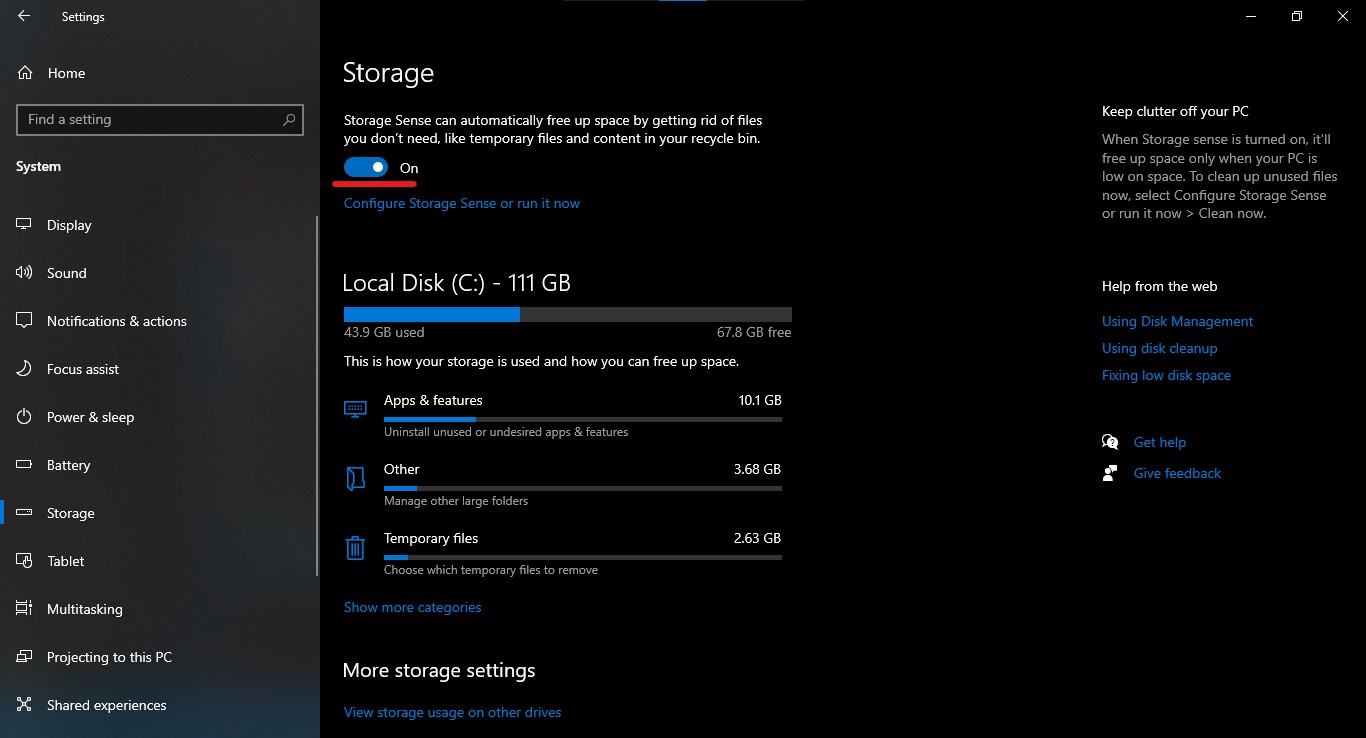 Settings
Home
Find a setting
System
Display
Sound
Notifications & actions
Focus assist
Power & sleep
Battery
Storage
Tablet
Multitasking
Projecting to this PC
Shared experiences
Storage
Storage Sense can automatically free up space by getting rid of files
you don't need, like temporary files and content in your recycle bin.
On
Configure Storage Sense or run it now
Local Disk (C:) - 111 GB
43.9 GB used
67.8 GB free
This is how your storage is used and how you can free up space.
Apps & features
10.1 GB
Uninstall unused or undesired apps & features
Other
3.68 GB
Manage other large folders
Temporary files
2.63 GB
Choose which temporary files to remove
Show more categories
More storage settings
View storage usage on other drives
Keep clutter off your PC
When Storage sense is turned on, it'll
free up space only when your PC is
low on space. To clean up unused files
now, select Configure Storage Sense
or run it now > Clean now.
Help from the web
Using Disk Management
Using disk cleanup
Fixing low disk space
Get help
Give feedback